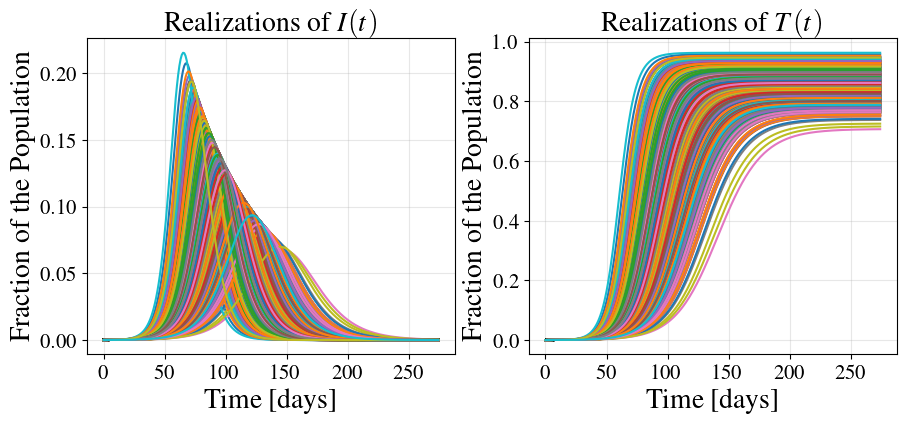 Realizations of I(t)
Fraction of the Population
0.20
0.15
0.10
0.05
0.00
0 50 100 150 200 250
Time [days]
Realizations of T(t)
Fraction of the Population
1.0
0.8
0.6
0.4
0.2
0.0
0 50 100 150 200 250
Time [days]